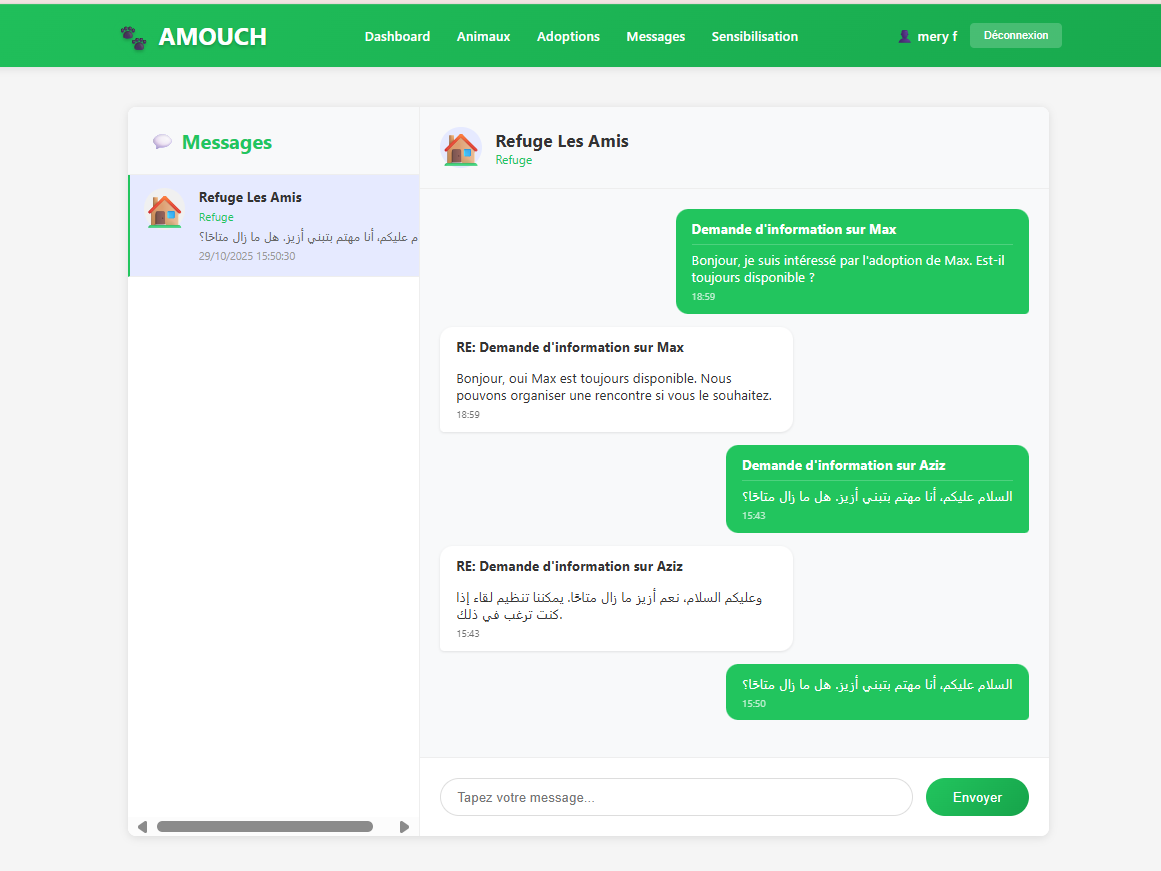 AMOUCH
Dashboard
Animaux
Adoptions
Messages
Sensibilisation
mery f
Déconnexion
Messages
Refuge Les Amis
Refuge
م عليكم، أنا مهتم بتبني أزيز. هل ما زال متاحًا؟
29/10/2025 15:50:30
Refuge Les Amis
Refuge
Demande d'information sur Max
Bonjour, je suis intéressé par l'adoption de Max. Est-il
toujours disponible ?
18:59
RE: Demande d'information sur Max
Bonjour, oui Max est toujours disponible. Nous
pouvons organiser une rencontre si vous le souhaitez.
18:59
Demande d'information sur Aziz
السلام عليكم، أنا مهتم بتبني أزيز. هل ما زال متاحًا؟
15:43
RE: Demande d'information sur Aziz
وعليكم السلام، نعم أزيز ما زال متاحًا. يمكننا تنظيم لقاء إذا
كنت ترغب في ذلك.
15:43
السلام عليكم، أنا مهتم بتبني أزيز. هل ما زال متاحًا؟
15:50
Tapez votre message...
Envoyer